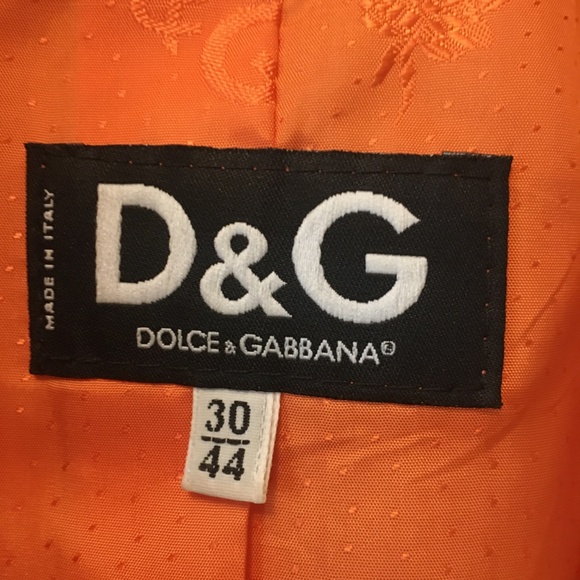 D&G
DOLCE & GABBANA®
MADE IN ITALY
30
44